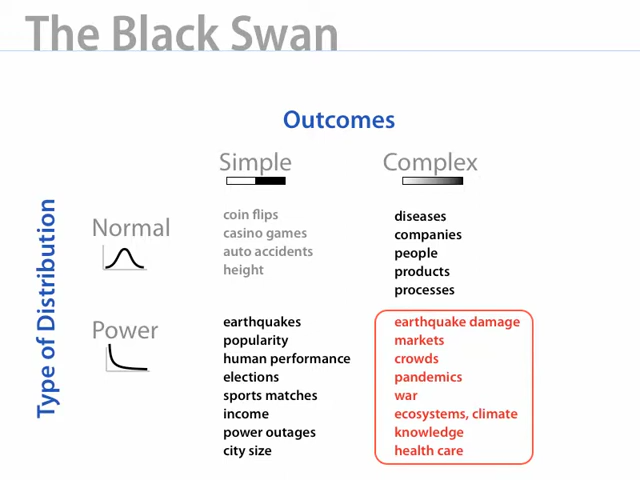 The Black Swan
Outcomes
Simple
Complex
Type of Distribution
Normal
coin flips
casino games
auto accidents
height
diseases
companies
people
products
processes
Power
earthquakes
popularity
human performance
elections
sports matches
income
power outages
city size
earthquake damage
markets
crowds
pandemics
war
ecosystems, climate
knowledge
health care